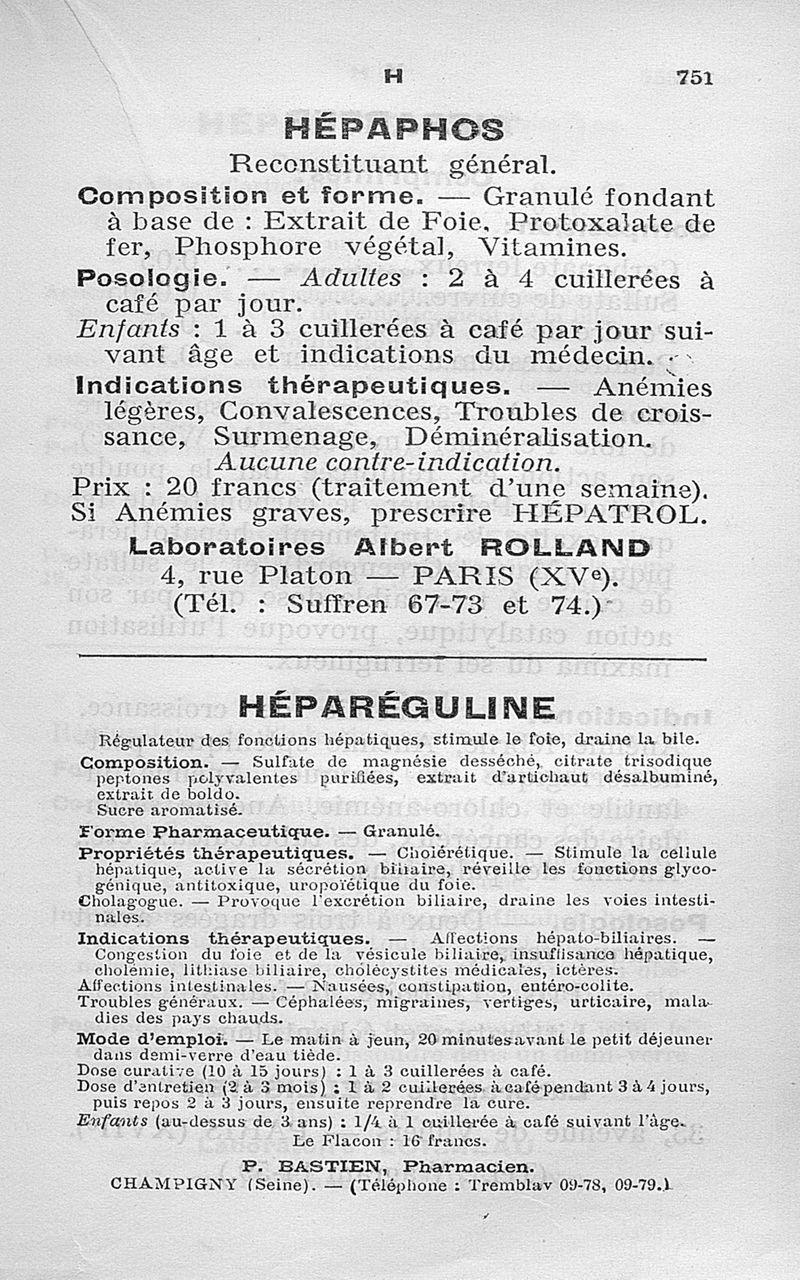 H 751
HÉPAPHOS
Reconstituant général.
Composition et forme. — Granulé fondant
à base de : Extrait de Foie, Protoxalate de
fer, Phosphore végétal, Vitamines.
Posologie. — Adultes : 2 à 4 cuillerées à
café par jour.
Enfants : 1 à 3 cuillerées à café par jour sui-
vant âge et indications du médecin.
Indications thérapeutiques. — Anémies
légères, Convalescences, Troubles de crois-
sance, Surmenage, Déminéralisation.
Aucune contre-indication.
Prix : 20 francs (traitement d'une semaine).
Si Anémies graves, prescrire HÉPATROL.
Laboratoires Albert ROLLAND
4, rue Platon — PARIS (XVe).
(Tél. : Suffren 67-73 et 74.)
HÉPARÉGULINE
Régulateur des fonctions hépatiques, stimule le foie, draine la bile.
Composition. — Sulfate de magnésie desséché, citrate trisodique
peptones polyvalentes purifiées, extrait d'artichaut désalbuminé,
extrait de boldo.
Sucre aromatisé.
Forme Pharmaceutique. — Granulé.
Propriétés thérapeutiques. — Cholérétique. — Stimule la cellule
hépatique, active la sécrétion biliaire, réveille les fonctions glyco-
génique, antitoxique, uropoïétique du foie.
Cholagogue. — Provoque l'excrétion biliaire, draine les voies intesti-
nales.
Indications thérapeutiques. — Affections hépato-biliaires. —
Congestion du foie et de la vésicule biliaire, insuffisance hépatique,
cholémie, lithiase biliaire, cholécystites médicales, ictères.
Affections intestinales. — Nausées, constipation, entéro-colite.
Troubles généraux. — Céphalées, migraines, vertiges, urticaire, mala-
dies des pays chauds.
Mode d'emploi. — Le matin à jeun, 20 minutes avant le petit déjeuner
dans demi-verre d'eau tiède.
Dose curative (10 à 15 jours) : 1 à 3 cuillerées à café.
Dose d'entretien (2 à 3 mois) : 1 à 2 cuillerées à café pendant 3 à 4 jours,
puis repos 2 à 3 jours, ensuite reprendre la cure.
Enfants (au-dessus de 3 ans) : 1/4 à 1 cuillerée à café suivant l'âge.
Le Flacon : 16 francs.
P. BASTIEN, Pharmacien.
CHAMPIGNY (Seine). — (Téléphone : Tremblay 09-78, 09-79.)